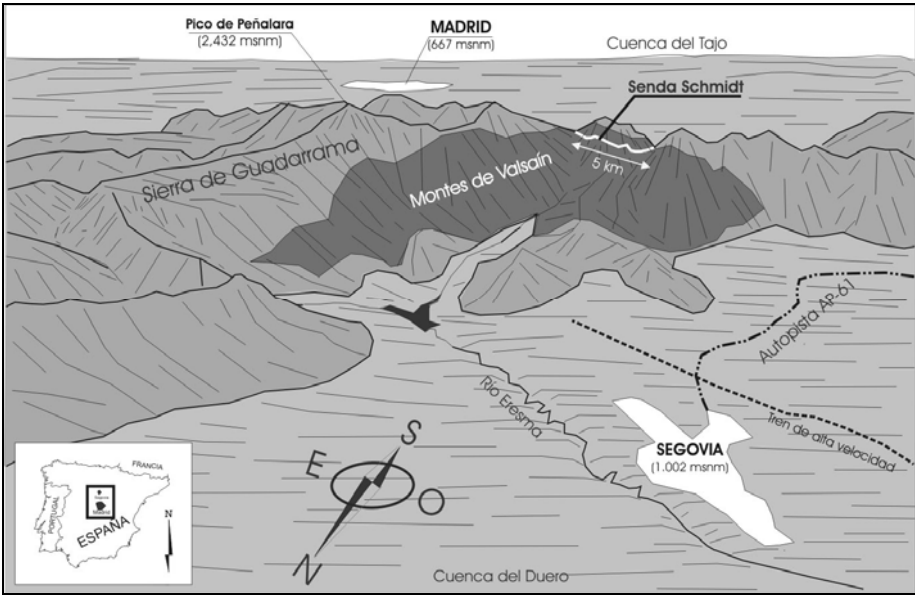 Pico de Peñalara
(2,432 msnm)
MADRID
(667 msnm)
Cuenca del Tajo
Senda Schmidt
5 km
Sierra de Guadarrama
Montes de Valsaín
Autopista AP-61
Río Eresma
Tren de alta velocidad
SEGOVIA
(1.002 msnm)
S
E
O
N
Cuenca del Duero
FRANCIA
PORTUGAL
Segovia
Madrid
ESPAÑA
N